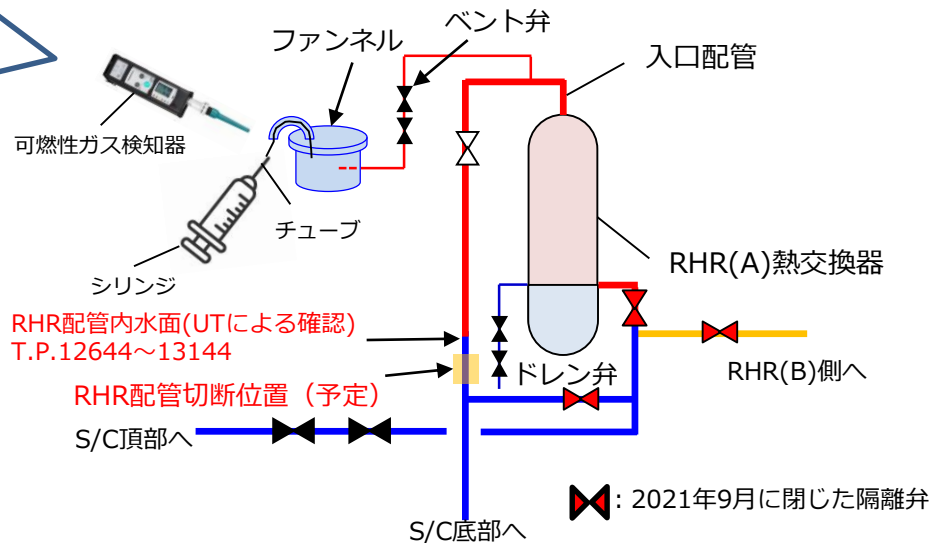 ベント弁
ファンネル
入口配管
可燃性ガス検知器
チューブ
シリンジ
RHR(A)熱交換器
RHR配管内水面(UTによる確認)
T.P.12644～13144
RHR配管切断位置（予定）
ドレン弁
RHR(B)側へ
S/C頂部へ
: 2021年9月に閉じた隔離弁
S/C底部へ